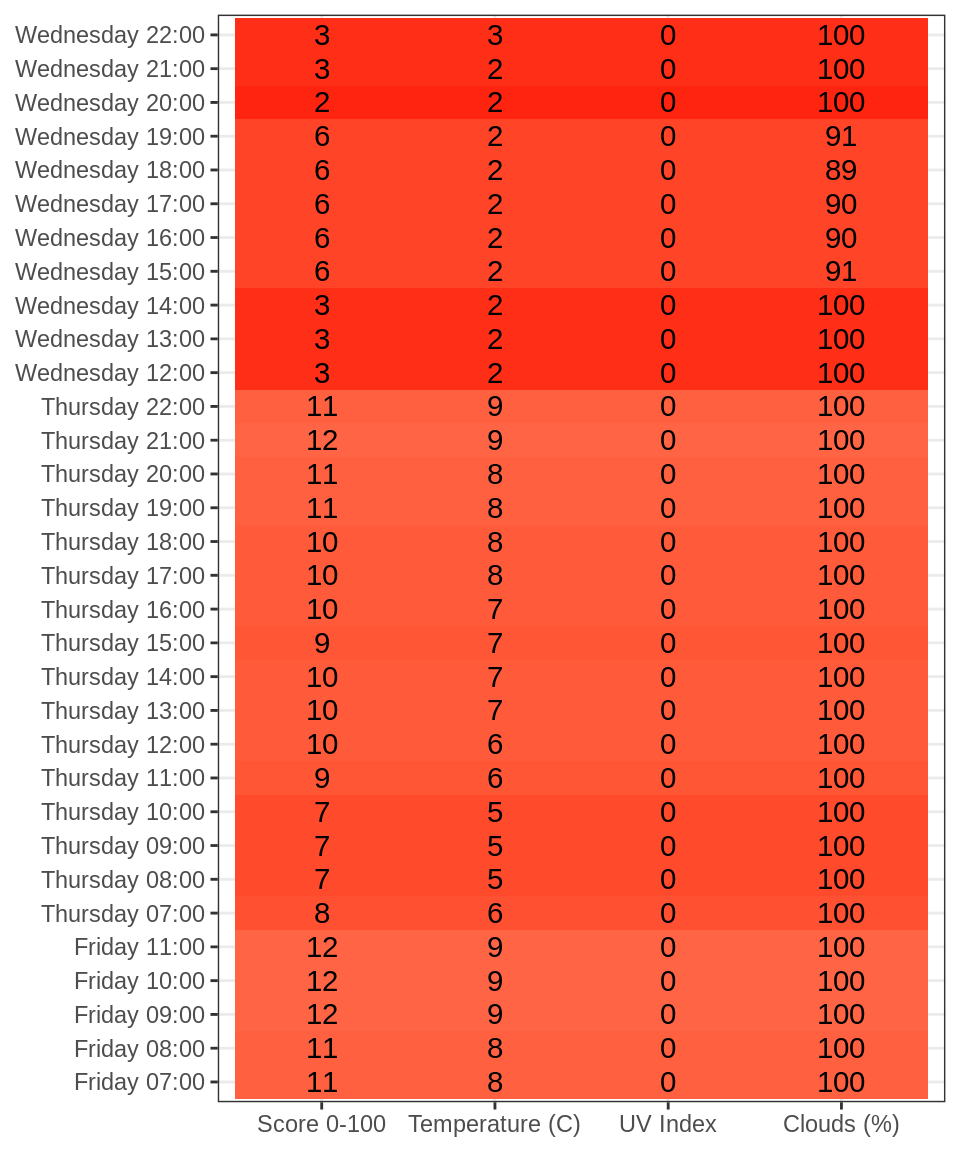 Wednesday 22:00 3 3 0 100
Wednesday 21:00 3 2 0 100
Wednesday 20:00 2 2 0 100
Wednesday 19:00 6 2 0 91
Wednesday 18:00 6 2 0 89
Wednesday 17:00 6 2 0 90
Wednesday 16:00 6 2 0 90
Wednesday 15:00 6 2 0 91
Wednesday 14:00 3 2 0 100
Wednesday 13:00 3 2 0 100
Wednesday 12:00 3 2 0 100
Thursday 22:00 11 9 0 100
Thursday 21:00 12 9 0 100
Thursday 20:00 11 8 0 100
Thursday 19:00 11 8 0 100
Thursday 18:00 10 8 0 100
Thursday 17:00 10 8 0 100
Thursday 16:00 10 7 0 100
Thursday 15:00 9 7 0 100
Thursday 14:00 10 7 0 100
Thursday 13:00 10 7 0 100
Thursday 12:00 10 6 0 100
Thursday 11:00 9 6 0 100
Thursday 10:00 7 5 0 100
Thursday 09:00 7 5 0 100
Thursday 08:00 7 5 0 100
Thursday 07:00 8 6 0 100
Friday 11:00 12 9 0 100
Friday 10:00 12 9 0 100
Friday 09:00 12 9 0 100
Friday 08:00 11 8 0 100
Friday 07:00 11 8 0 100
Score 0-100 Temperature (C) UV Index Clouds (%)